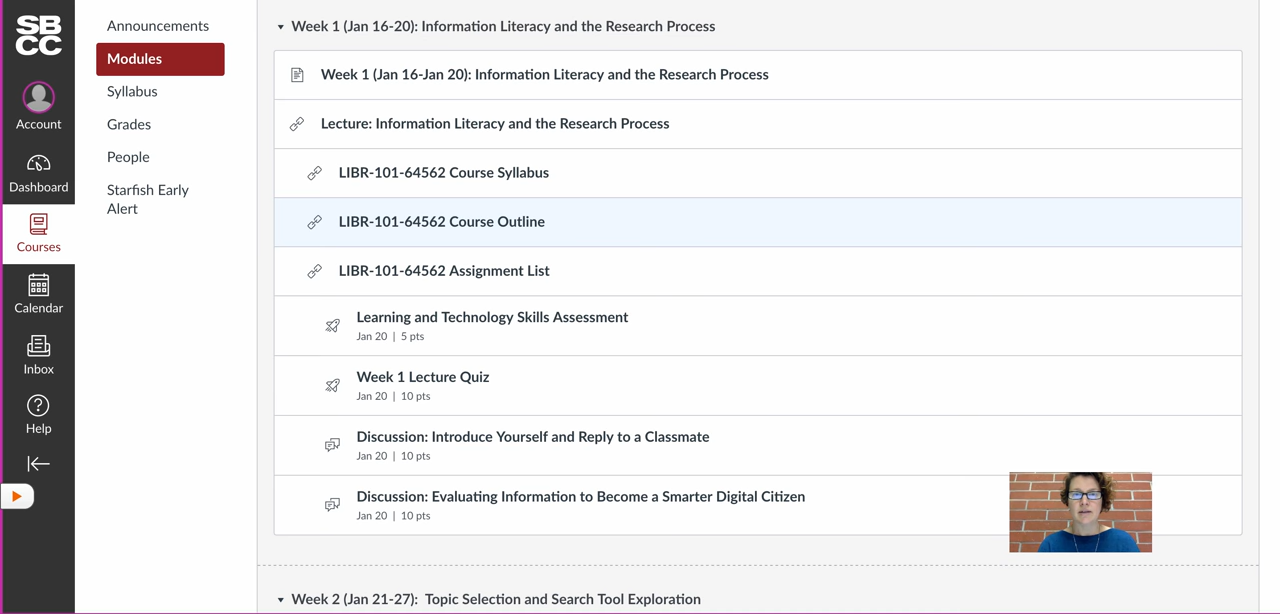 SB
CC
Account
Dashboard
Courses
Calendar
Inbox
Help
Announcements
Modules
Syllabus
Grades
People
Starfish Early
Alert
Week 1 (Jan 16-20): Information Literacy and the Research Process
Week 1 (Jan 16-Jan 20): Information Literacy and the Research Process
Lecture: Information Literacy and the Research Process
LIBR-101-64562 Course Syllabus
LIBR-101-64562 Course Outline
LIBR-101-64562 Assignment List
Learning and Technology Skills Assessment
Jan 20 | 5 pts
Week 1 Lecture Quiz
Jan 20 | 10 pts
Discussion: Introduce Yourself and Reply to a Classmate
Jan 20 | 10 pts
Discussion: Evaluating Information to Become a Smarter Digital Citizen
Jan 20 | 10 pts
Week 2 (Jan 21-27): Topic Selection and Search Tool Exploration